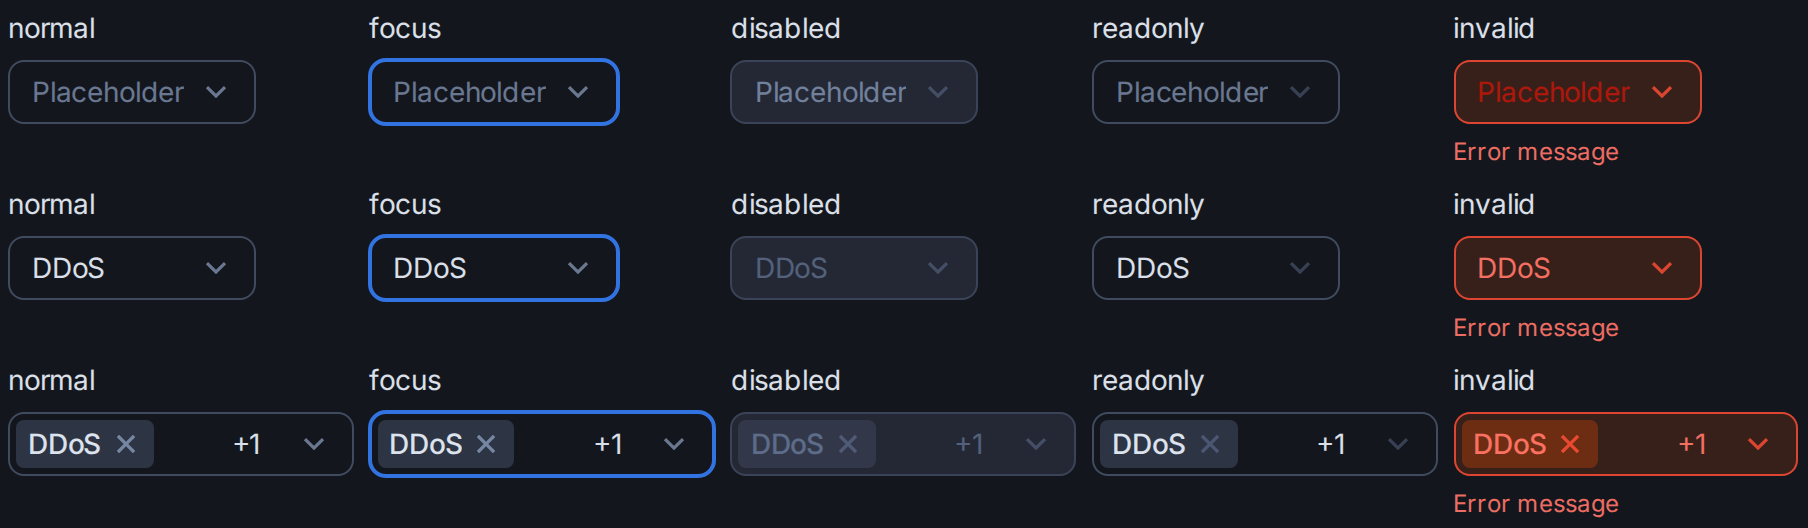 normal focus disabled readonly invalid
Placeholder Placeholder Placeholder Placeholder Placeholder
Error message
normal focus disabled readonly invalid
DDoS DDoS DDoS DDoS DDoS
Error message
normal focus disabled readonly invalid
DDoS +1 DDoS +1 DDoS +1 DDoS +1 DDoS +1
Error message